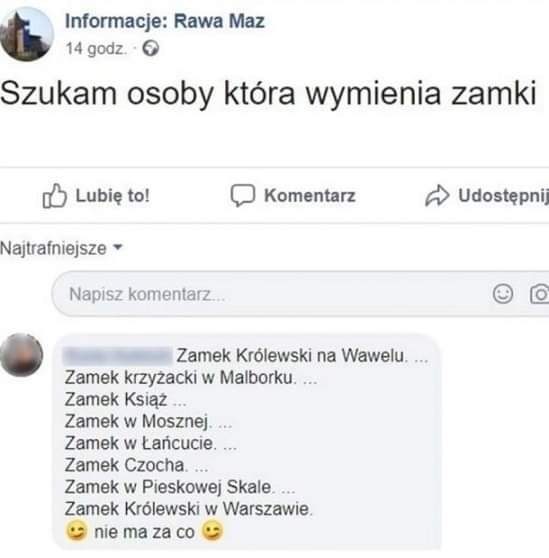 Informacje: Rawa Maz
14 godz. ·
Szukam osoby która wymienia zamki
Lubię to! Komentarz Udostępnij
Najtrafniejsze
Napisz komentarz...
Zamek Królewski na Wawelu. ...
Zamek krzyżacki w Malborku. ...
Zamek Książ ...
Zamek w Mosznej. ...
Zamek w Łańcucie. ...
Zamek Czocha. ...
Zamek w Pieskowej Skale. ...
Zamek Królewski w Warszawie.
😉 nie ma za co 😉